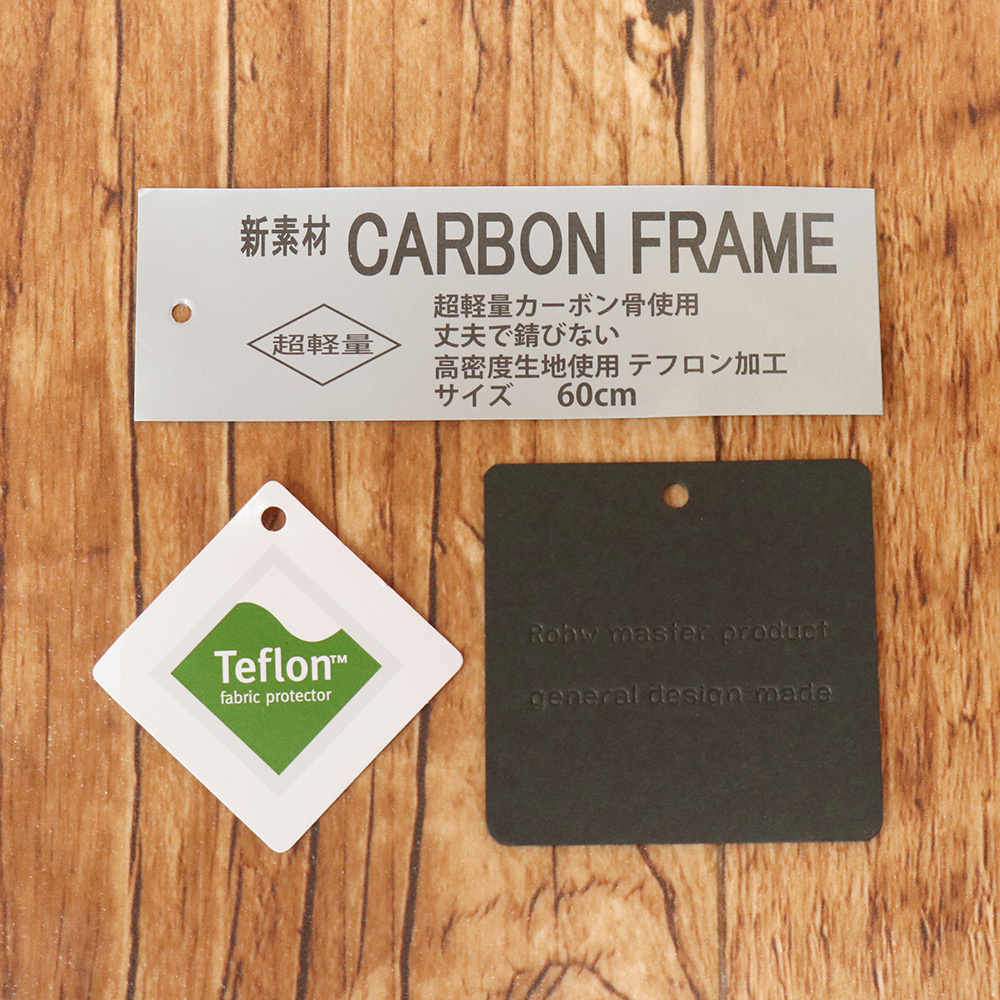 新素材 CARBON FRAME
超軽量
超軽量カーボン骨使用
丈夫で錆びない
高密度生地使用 テフロン加工
サイズ 60cm
Teflon™
fabric protector
Rohw master product
general design made